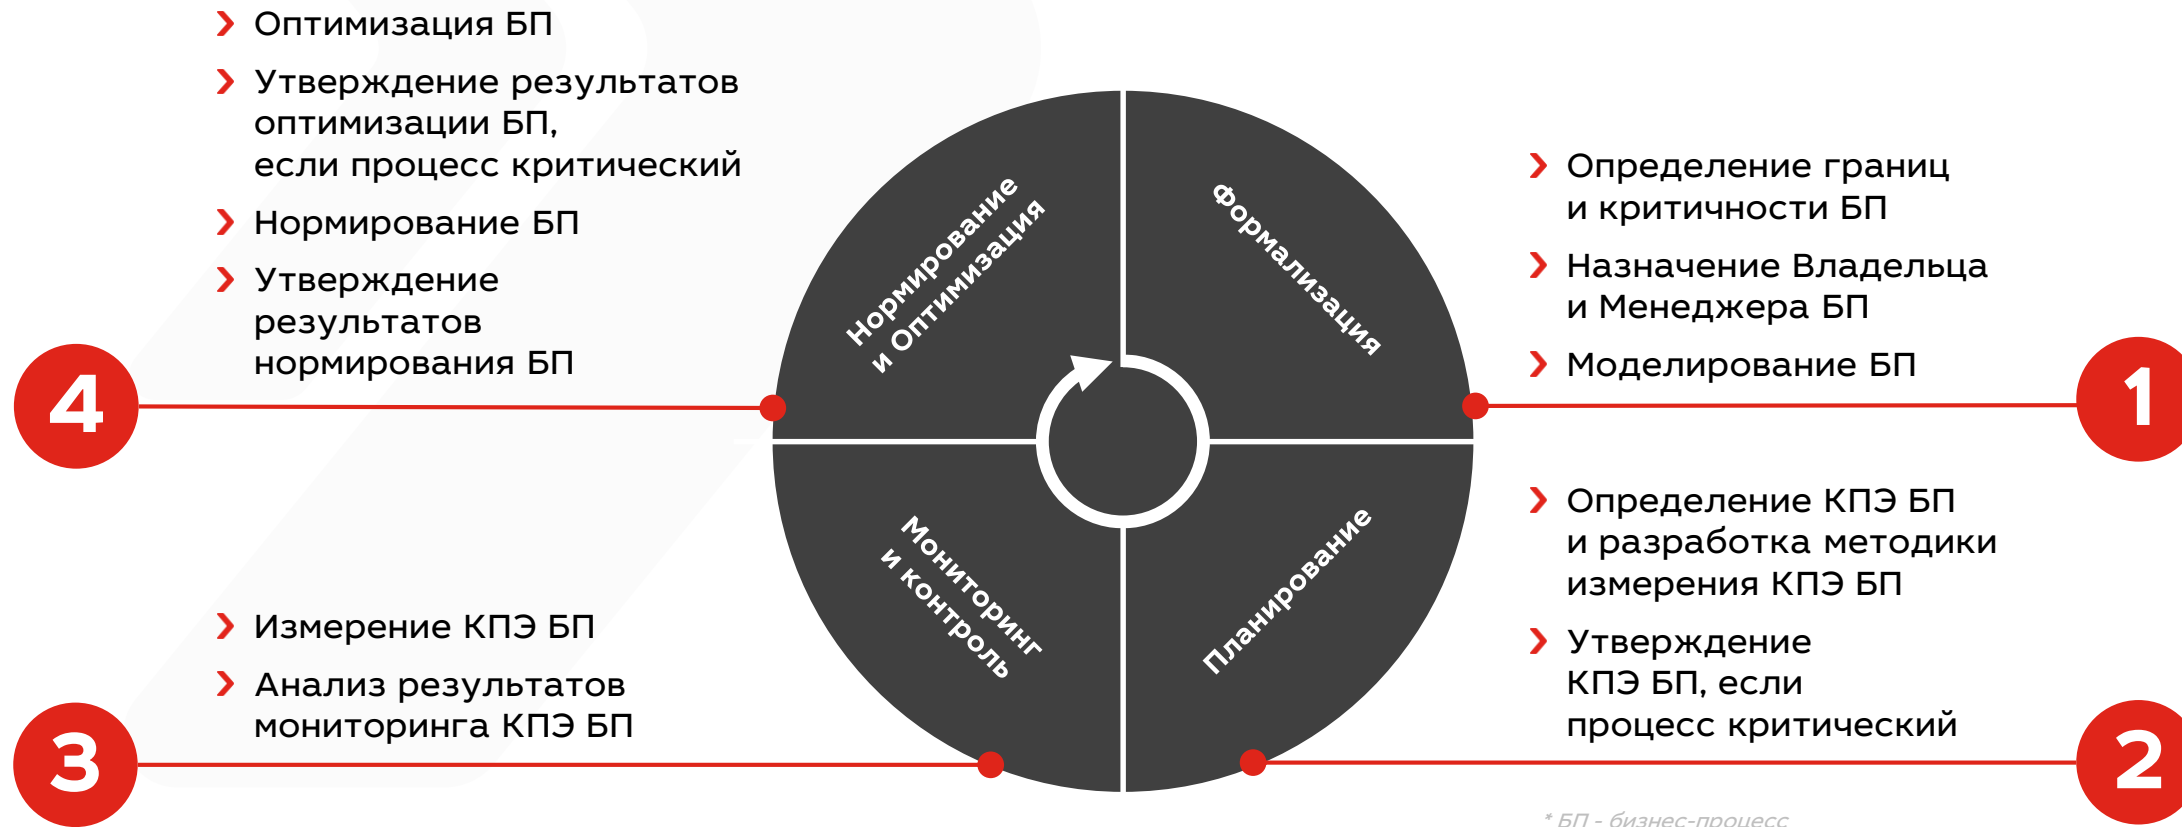 Оптимизация БП
Утверждение результатов
оптимизации БП,
если процесс критический
Нормирование БП
Утверждение
результатов
нормирования БП
4
Нормирование
и Оптимизация
Формализация
Определение границ
и критичности БП
Назначение Владельца
и Менеджера БП
Моделирование БП
1
Измерение КПЭ БП
Анализ результатов
мониторинга КПЭ БП
3
Мониторинг
и контроль
Планирование
Определение КПЭ БП
и разработка методики
измерения КПЭ БП
Утверждение
КПЭ БП, если
процесс критический
2
* БП - бизнес-процесс